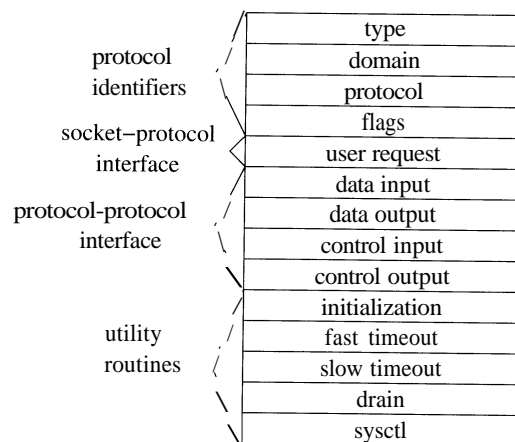 type
domain
protocol
flags
user request
data input
data output
control input
control output
initialization
fast timeout
slow timeout
drain
sysctl
protocol
identifiers
socket–protocol
interface
protocol-protocol
interface
utility
routines